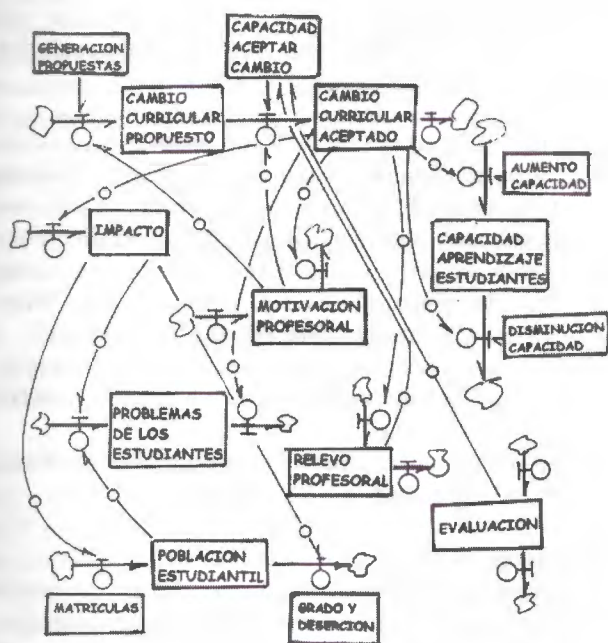 GENERACION
PROPUESTAS
CAPACIDAD
ACEPTAR
CAMBIO
CAMBIO
CURRICULAR
PROPUESTO
CAMBIO
CURRICULAR
ACEPTADO
AUMENTO
CAPACIDAD
IMPACTO
CAPACIDAD
APRENDIZAJE
ESTUDIANTES
MOTIVACION
PROFESORAL
DISMINUCION
CAPACIDAD
PROBLEMAS
DE LOS
ESTUDIANTES
RELEVO
PROFESORAL
EVALUACION
POBLACION
ESTUDIANTIL
MATRICULAS
GRADO Y
DESERCION